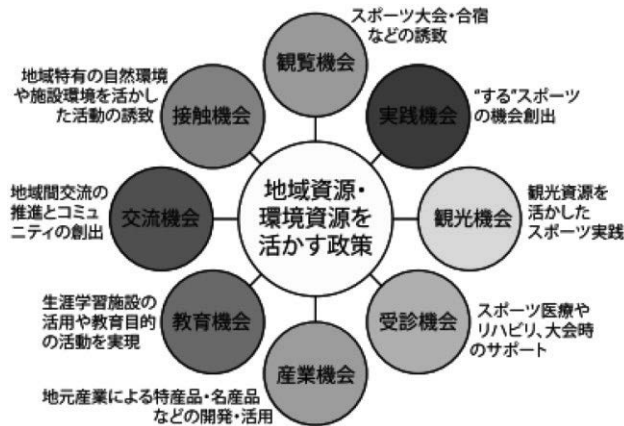 スポーツ大会・合宿
などの誘致
観覧機会
地域特有の自然環境
や施設環境を活かし
た活動の誘致
接触機会
実践機会
“する”スポーツ
の機会創出
地域間交流の
推進とコミュ
ニティの創出
交流機会
地域資源・
環境資源を
活かす政策
観光機会
観光資源を
活かした
スポーツ実践
生涯学習施設の
活用や教育目的
の活動を実現
教育機会
受診機会
スポーツ医療や
リハビリ、大会時
のサポート
産業機会
地元産業による特産品・名産品
などの開発・活用